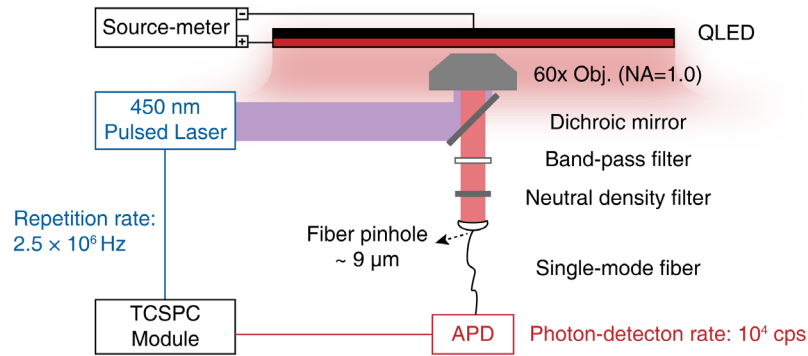 Source-meter
−
+
QLED
60x Obj. (NA=1.0)
450 nm
Pulsed Laser
Dichroic mirror
Band-pass filter
Neutral density filter
Repetition rate:
2.5 × 10⁶ Hz
Fiber pinhole
~ 9 μm
Single-mode fiber
TCSPC
Module
APD
Photon-detecton rate: 10⁴ cps